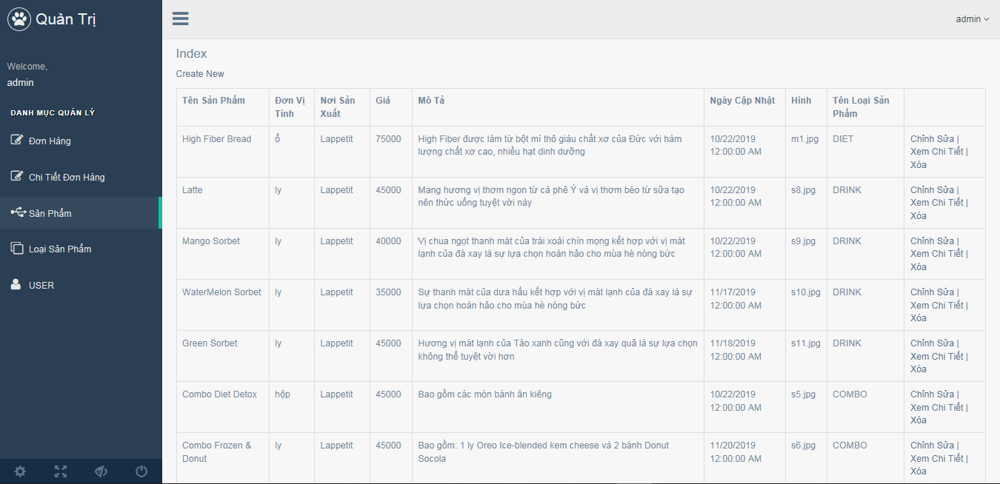 Quản Trị
admin
Welcome,
admin
DANH MỤC QUẢN LÝ
Đơn Hàng
Chi Tiết Đơn Hàng
Sản Phẩm
Loại Sản Phẩm
USER
Index
Create New
Tên Sản Phẩm Đơn Vị Nơi Sản Giá Mô Tả Ngày Cập Nhật Hình Tên Loại Sản
Tính Xuất Phẩm
High Fiber Bread ổ Lappetit 75000 High Fiber được làm từ bột mì thô giàu chất xơ của Đức với hàm 10/22/2019 m1.jpg DIET Chỉnh Sửa |
lượng chất xơ cao, nhiều hạt dinh dưỡng 12:00:00 AM Xem Chi Tiết |
Xóa
Latte ly Lappetit 45000 Mang hương vị thơm ngon từ cà phê Ý và vị thơm béo từ sữa tạo 10/22/2019 s8.jpg DRINK Chỉnh Sửa |
nên thức uống tuyệt vời này 12:00:00 AM Xem Chi Tiết |
Xóa
Mango Sorbet ly Lappetit 40000 Vị chua ngọt thanh mát của trái xoài chín mọng kết hợp với vị mát 10/22/2019 s9.jpg DRINK Chỉnh Sửa |
lạnh của đá xay là sự lựa chọn hoàn hảo cho mùa hè nóng bức 12:00:00 AM Xem Chi Tiết |
Xóa
WaterMelon Sorbet ly Lappetit 35000 Sự thanh mát của dưa hấu kết hợp với vị mát lạnh của đá xay là sự 11/17/2019 s10.jpg DRINK Chỉnh Sửa |
lựa chọn hoàn hảo cho mùa hè nóng bức 12:00:00 AM Xem Chi Tiết |
Xóa
Green Sorbet ly Lappetit 45000 Hương vị mát lạnh của Táo xanh cũng với đá xay quả là sự lựa chọn 11/18/2019 s11.jpg DRINK Chỉnh Sửa |
không thể tuyệt vời hơn 12:00:00 AM Xem Chi Tiết |
Xóa
Combo Diet Detox hộp Lappetit 45000 Bao gồm các món bánh ăn kiêng 10/22/2019 s5.jpg COMBO Chỉnh Sửa |
12:00:00 AM Xem Chi Tiết |
Xóa
Combo Frozen & ly Lappetit 45000 Bao gồm: 1 ly Oreo Ice-blended kem cheese và 2 bánh Donut 11/20/2019 s6.jpg COMBO Chỉnh Sửa |
Donut Socola 12:00:00 AM Xem Chi Tiết |
Xóa